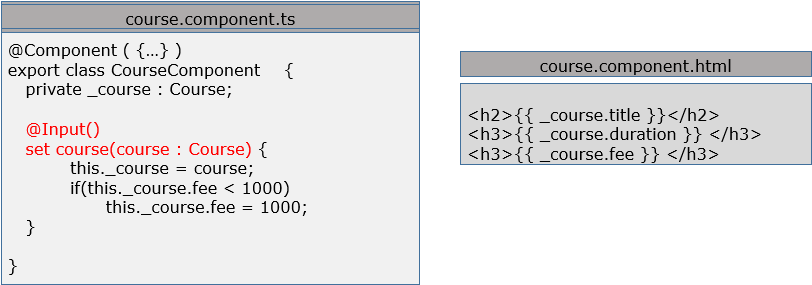 course.component.ts
@Component ( {…} )
export class CourseComponent {
private _course : Course;
@Input()
set course(course : Course) {
this._course = course;
if(this._course.fee < 1000)
this._course.fee = 1000;
}
}
course.component.html
<h2>{{ _course.title }}</h2>
<h3>{{ _course.duration }} </h3>
<h3>{{ _course.fee }} </h3>